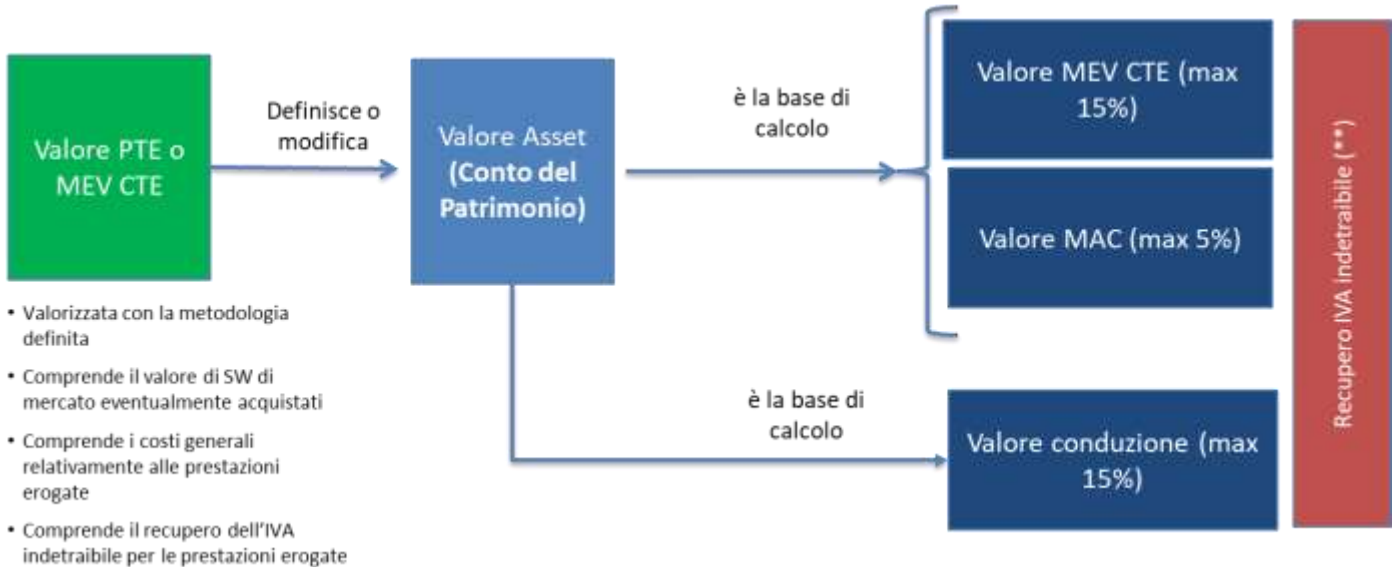 Valore PTE o
MEV CTE
Definisce o
modifica
Valore Asset
(Conto del
Patrimonio)
è la base di
calcolo
Valore MEV CTE (max
15%)
Valore MAC (max 5%)
è la base di
calcolo
Valore conduzione (max
15%)
Recupero IVA indetraibile (**)
• Valorizzata con la metodologia
definita
• Comprende il valore di SW di
mercato eventualmente acquistati
• Comprende i costi generali
relativamente alle prestazioni
erogate
• Comprende il recupero dell'IVA
indetraibile per le prestazioni erogate